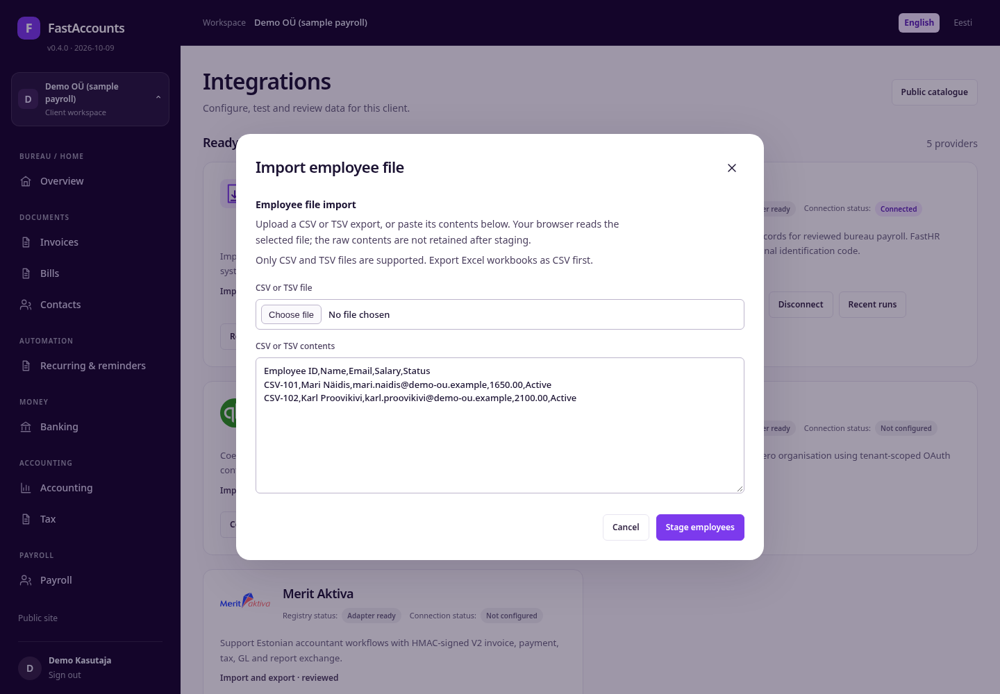 F
FastAccounts
v0.4.0 · 2026-10-09
D
Demo OÜ (sample
payroll)
Client workspace
BUREAU / HOME
Overview
DOCUMENTS
Invoices
Bills
Contacts
AUTOMATION
Recurring & reminders
MONEY
Banking
ACCOUNTING
Accounting
Tax
PAYROLL
Payroll
Public site
D
Demo Kasutaja
Sign out
Workspace
Demo OÜ (sample payroll)
English
Eesti
Integrations
Configure, test and review data for this client.
Public catalogue
Ready
5 providers
Import employee file
Employee file import
Upload a CSV or TSV export, or paste its contents below. Your browser reads the
selected file; the raw contents are not retained after staging.
Only CSV and TSV files are supported. Export Excel workbooks as CSV first.
CSV or TSV file
Choose file
No file chosen
CSV or TSV contents
Employee ID,Name,Email,Salary,Status
CSV-101,Mari Näidis,mari.naidis@demo-ou.example,1650.00,Active
CSV-102,Karl Proovikivi,karl.proovikivi@demo-ou.example,2100.00,Active
Cancel
Stage employees
ready
Connection status:
Connected
for reviewed bureau payroll. FastHR
identification code.
Disconnect
Recent runs
ready
Connection status:
Not configured
organisation using tenant-scoped OAuth
Merit aktiva
Merit Aktiva
Registry status:
Adapter ready
Connection status:
Not configured
Support Estonian accountant workflows with HMAC-signed V2 invoice, payment,
tax, GL and report exchange.
Import and export · reviewed